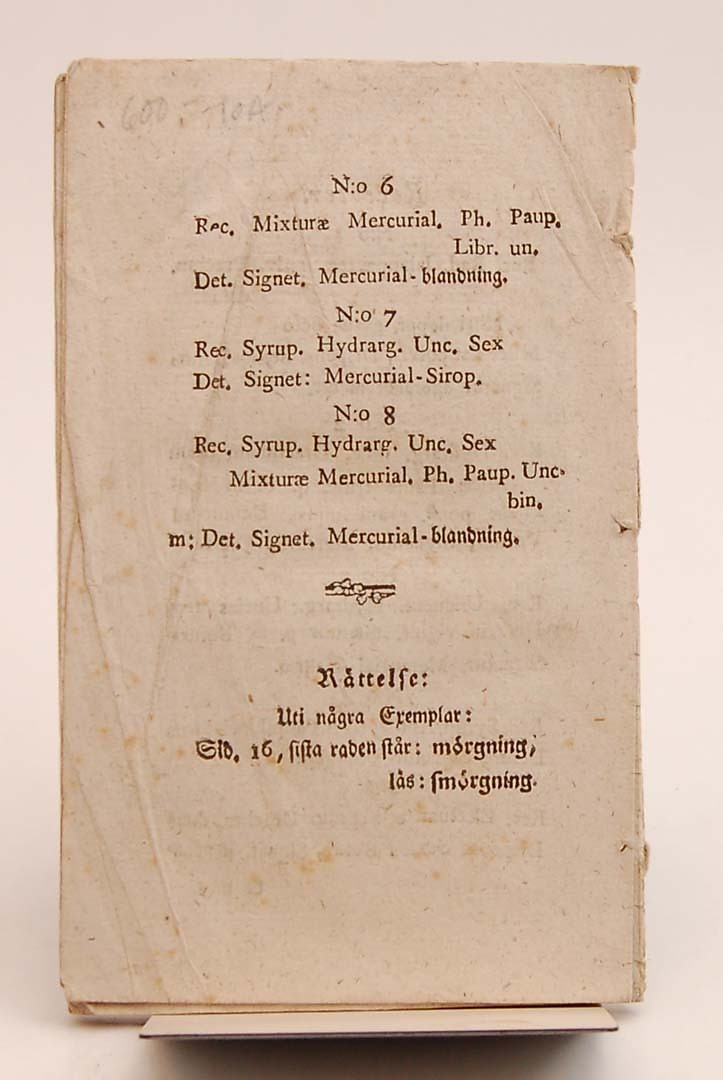 N:o 6
Rec. Mixturæ Mercurial. Ph. Paup.
Libr. un.
Det. Signet. Mercurial-blandning.
N:o 7
Rec. Syrup. Hydrarg. Unc. Sex
Det. Signet: Mercurial-Sirop.
N:o 8
Rec. Syrup. Hydrarg. Unc. Sex
Mixturæ Mercurial. Ph. Paup. Unc.
bin.
m; Det. Signet. Mercurial-blandning.
Rättelse:
Uti några Exemplar:
Sid. 16, sista raden står: mörgning,
läs: smörgning.